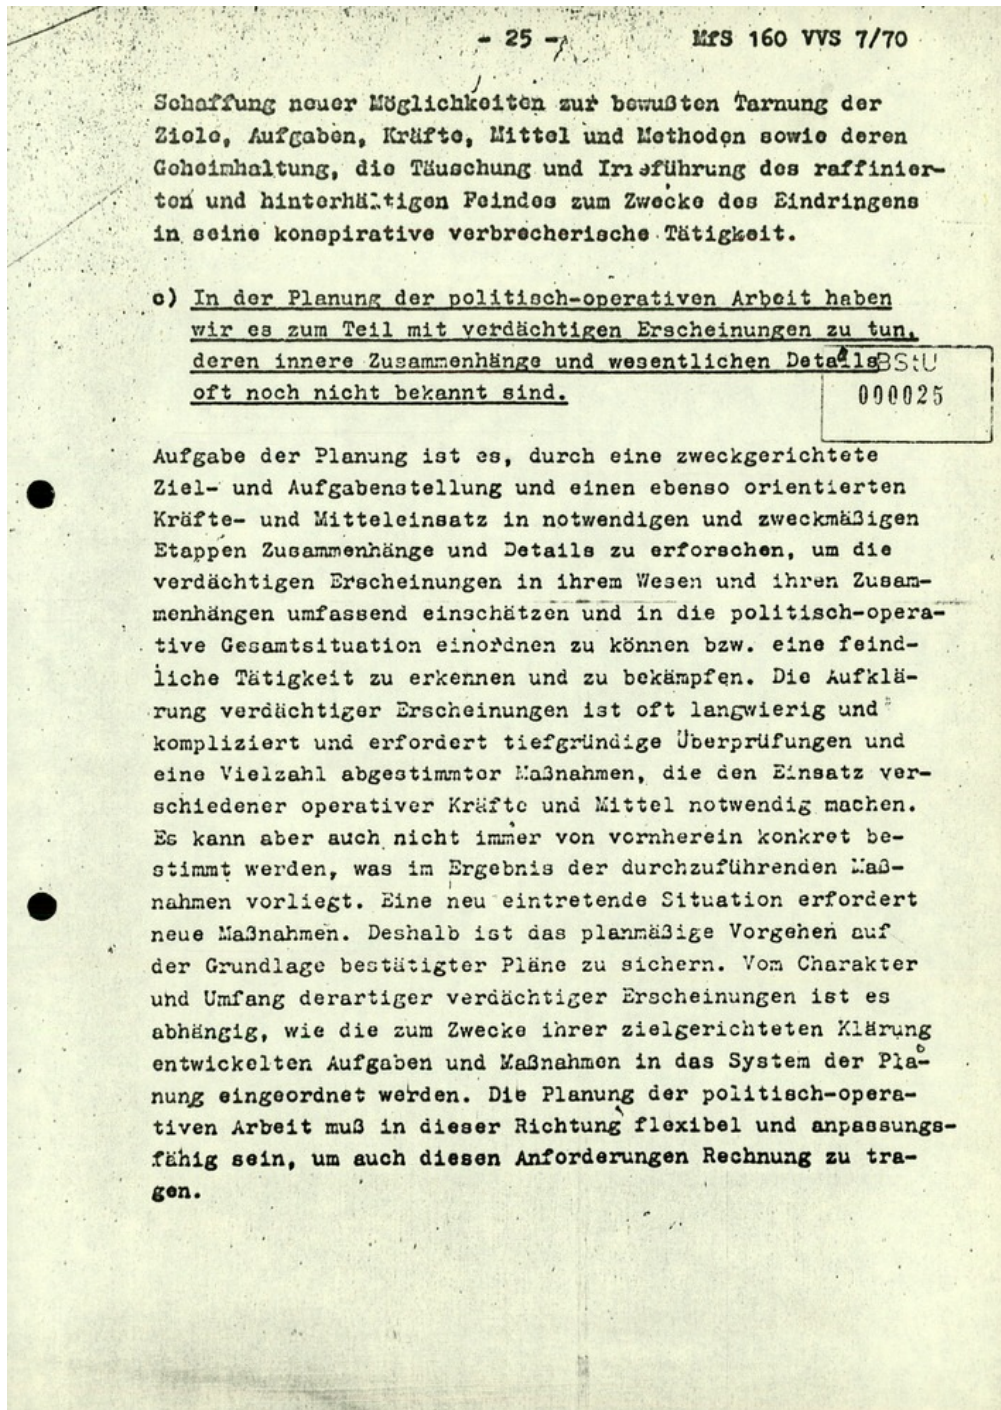 - 25 - MfS 160 VVS 7/70
Schaffung neuer Möglichkeiten zur bewußten Tarnung der
Ziele, Aufgaben, Kräfte, Mittel und Methoden sowie deren
Geheimhaltung, die Täuschung und Irreführung des raffinier-
ten und hinterhältigen Feindes zum Zwecke des Eindringens
in seine konspirative verbrecherische Tätigkeit.
c) In der Planung der politisch-operativen Arbeit haben
wir es zum Teil mit verdächtigen Erscheinungen zu tun,
deren innere Zusammenhänge und wesentlichen Details
BStU
oft noch nicht bekannt sind.
000025
Aufgabe der Planung ist es, durch eine zweckgerichtete
Ziel- und Aufgabenstellung und einen ebenso orientierten
Kräfte- und Mitteleinsatz in notwendigen und zweckmäßigen
Etappen Zusammenhänge und Details zu erforschen, um die
verdächtigen Erscheinungen in ihrem Wesen und ihren Zusam-
menhängen umfassend einschätzen und in die politisch-opera-
tive Gesamtsituation einordnen zu können bzw. eine feind-
liche Tätigkeit zu erkennen und zu bekämpfen. Die Aufklä-
rung verdächtiger Erscheinungen ist oft langwierig und
kompliziert und erfordert tiefgründige Überprüfungen und
eine Vielzahl abgestimmter Maßnahmen, die den Einsatz ver-
schiedener operativer Kräfte und Mittel notwendig machen.
Es kann aber auch nicht immer von vornherein konkret be-
stimmt werden, was im Ergebnis der durchzuführenden Maß-
nahmen vorliegt. Eine neu eintretende Situation erfordert
neue Maßnahmen. Deshalb ist das planmäßige Vorgehen auf
der Grundlage bestätigter Pläne zu sichern. Vom Charakter
und Umfang derartiger verdächtiger Erscheinungen ist es
abhängig, wie die zum Zwecke ihrer zielgerichteten Klärung
entwickelten Aufgaben und Maßnahmen in das System der Pla-
nung eingeordnet werden. Die Planung der politisch-opera-
tiven Arbeit muß in dieser Richtung flexibel und anpassungs-
fähig sein, um auch diesen Anforderungen Rechnung zu tra-
gen.